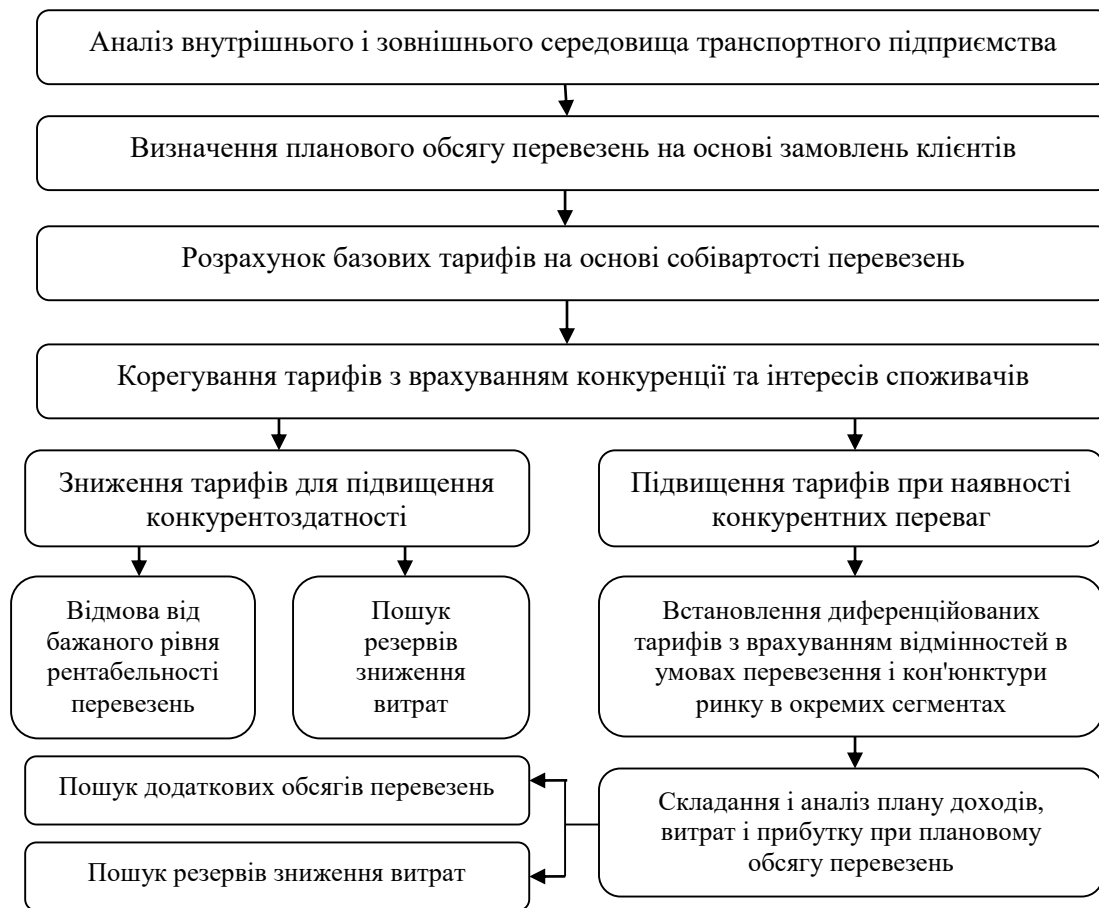 Аналіз внутрішнього і зовнішнього середовища транспортного підприємства
Визначення планового обсягу перевезень на основі замовлень клієнтів
Розрахунок базових тарифів на основі собівартості перевезень
Корегування тарифів з врахуванням конкуренції та інтересів споживачів
Зниження тарифів для підвищення
конкурентоздатності
Підвищення тарифів при наявності
конкурентних переваг
Відмова від
бажаного рівня
рентабельності
перевезень
Пошук
резервів
зниження
витрат
Встановлення диференційованих
тарифів з врахуванням відмінностей в
умовах перевезення і кон'юнктури
ринку в окремих сегментах
Пошук додаткових обсягів перевезень
Пошук резервів зниження витрат
Складання і аналіз плану доходів,
витрат і прибутку при плановому
обсягу перевезень